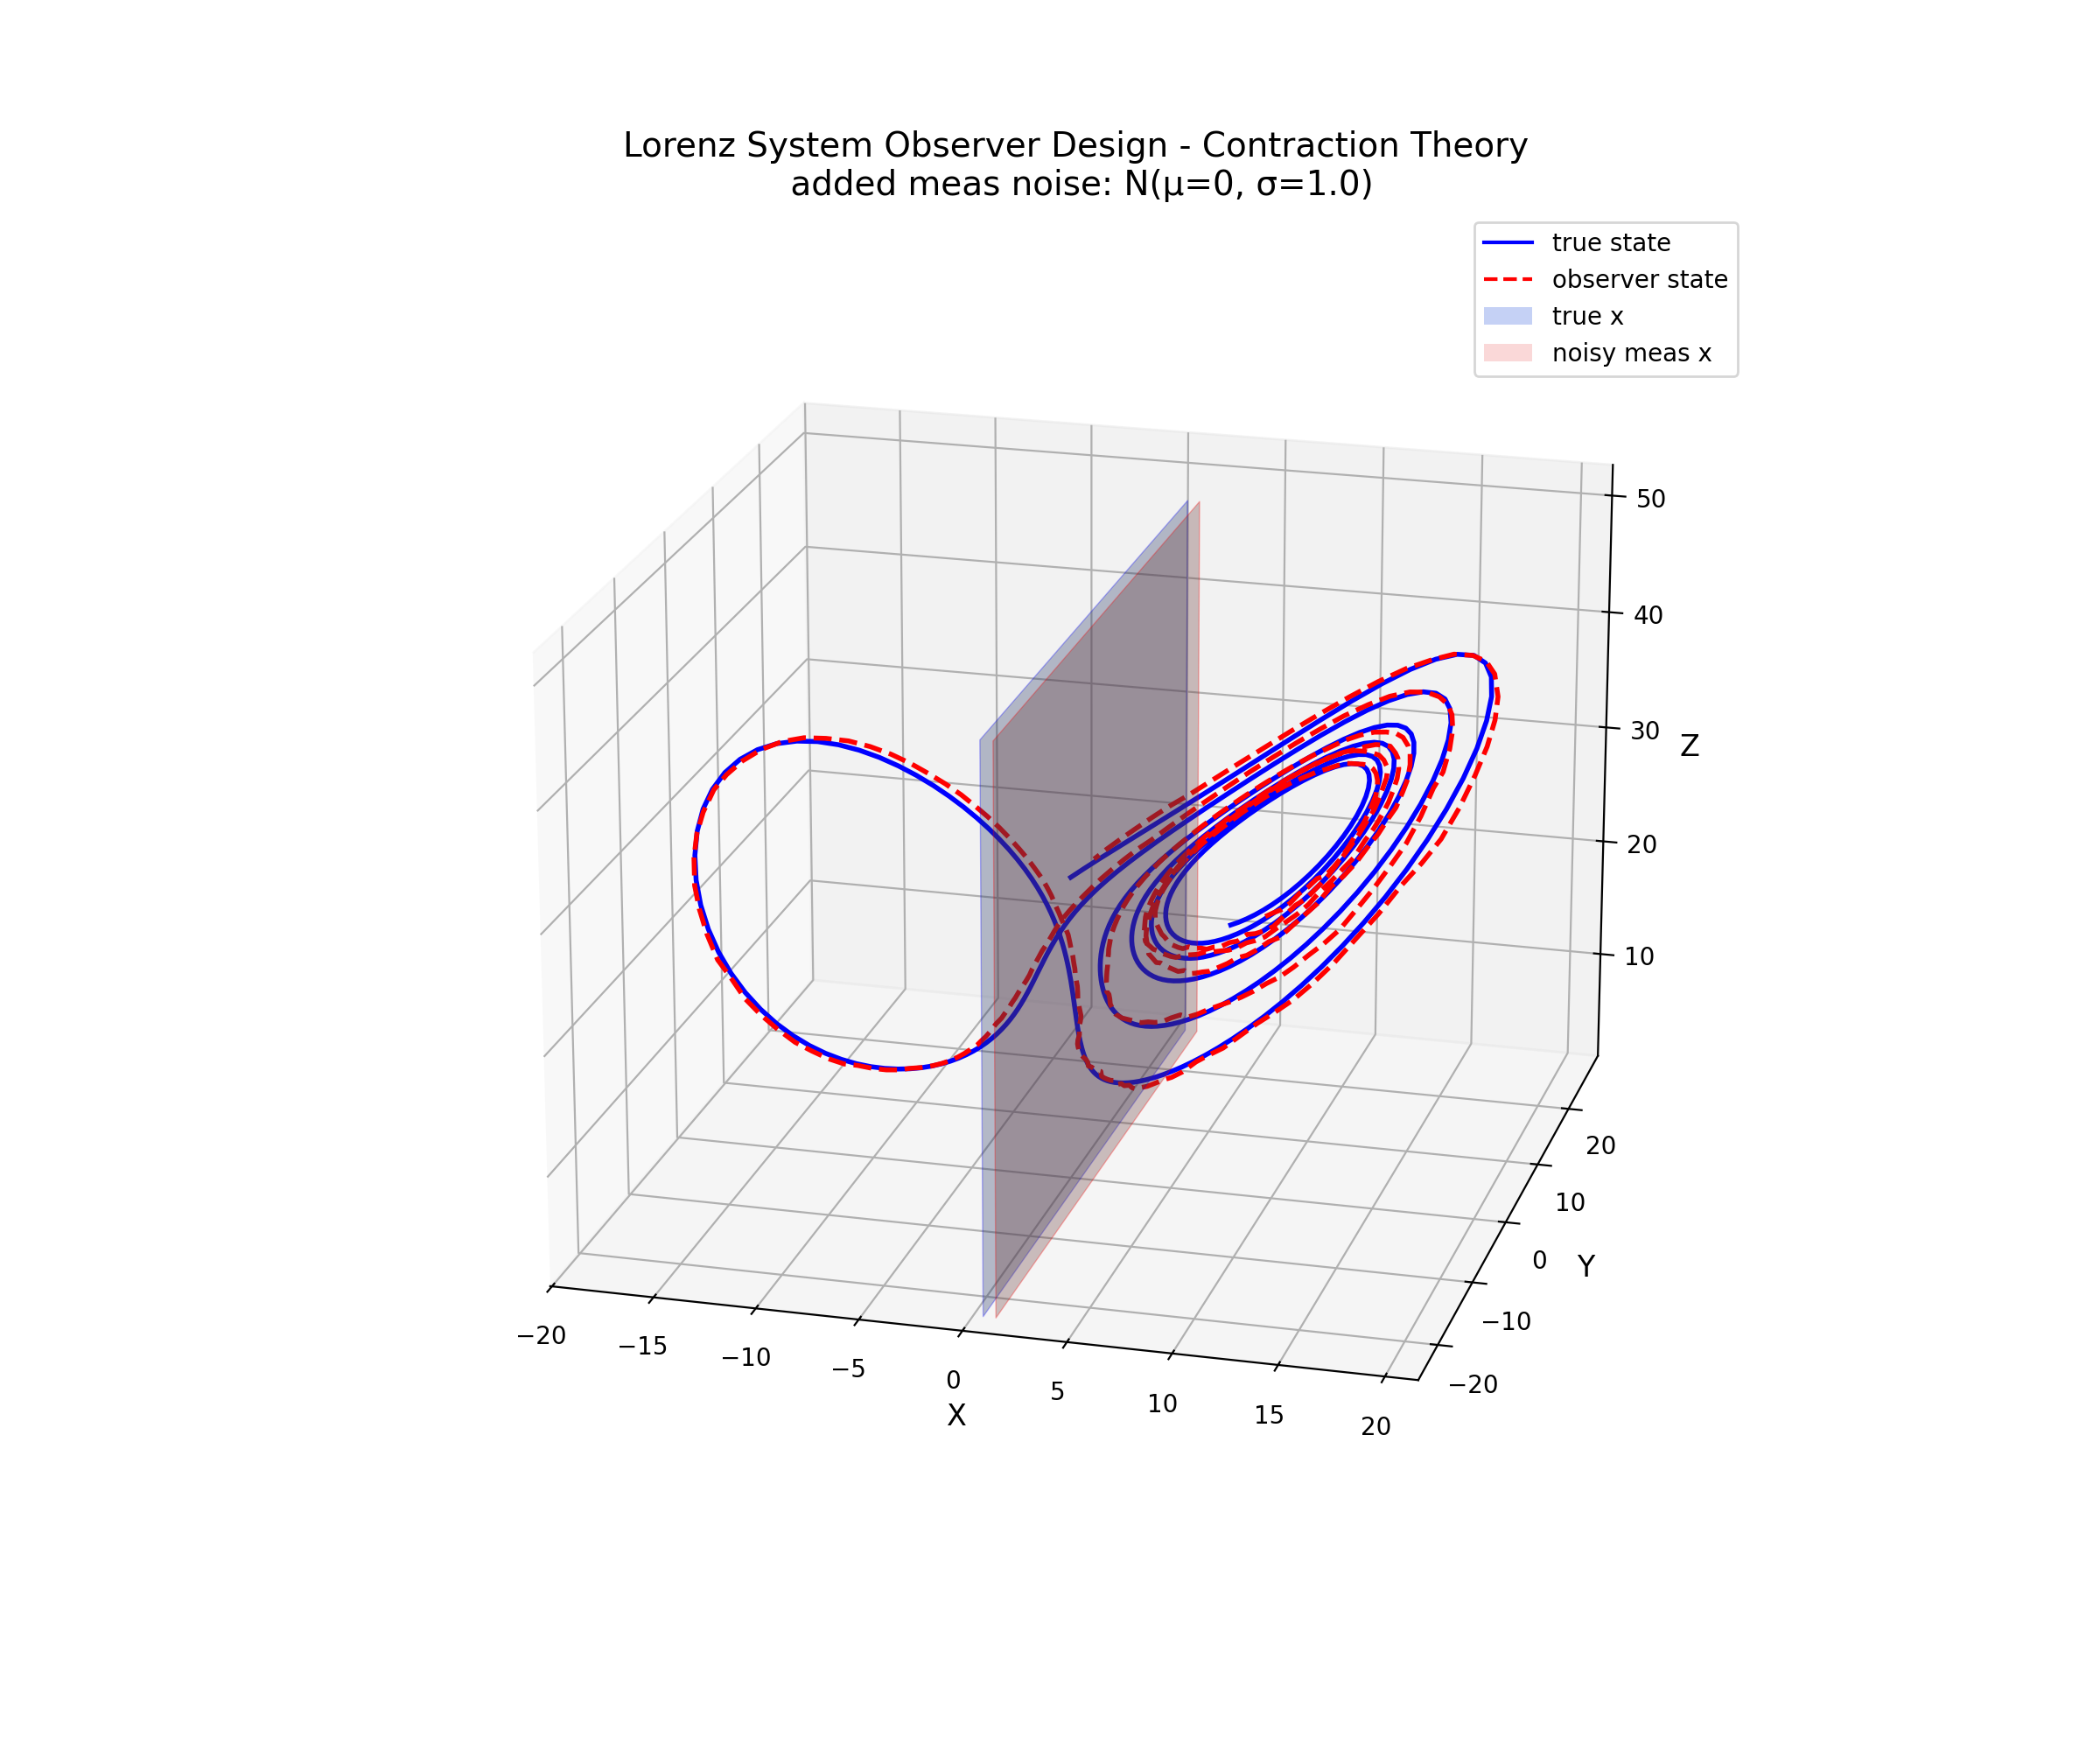 Lorenz System Observer Design - Contraction Theory
added meas noise: N(μ=0, σ=1.0)
true state
observer state
true x
noisy meas x
50
40
30
Z
20
10
20
10
0
Y
−10
−20
−20
−15
−10
−5
0
5
10
15
20
X